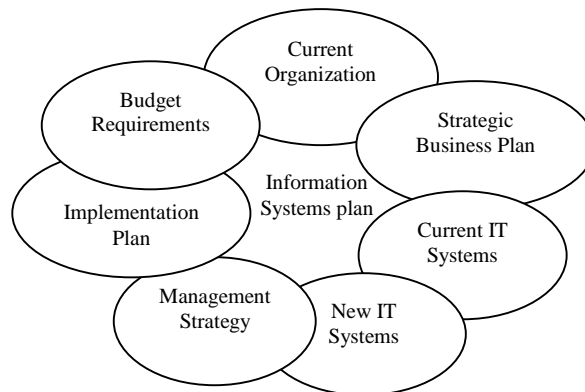 Current
Organization
Budget
Requirements
Strategic
Business Plan
Information
Systems plan
Implementation
Plan
Current IT
Systems
Management
Strategy
New IT
Systems